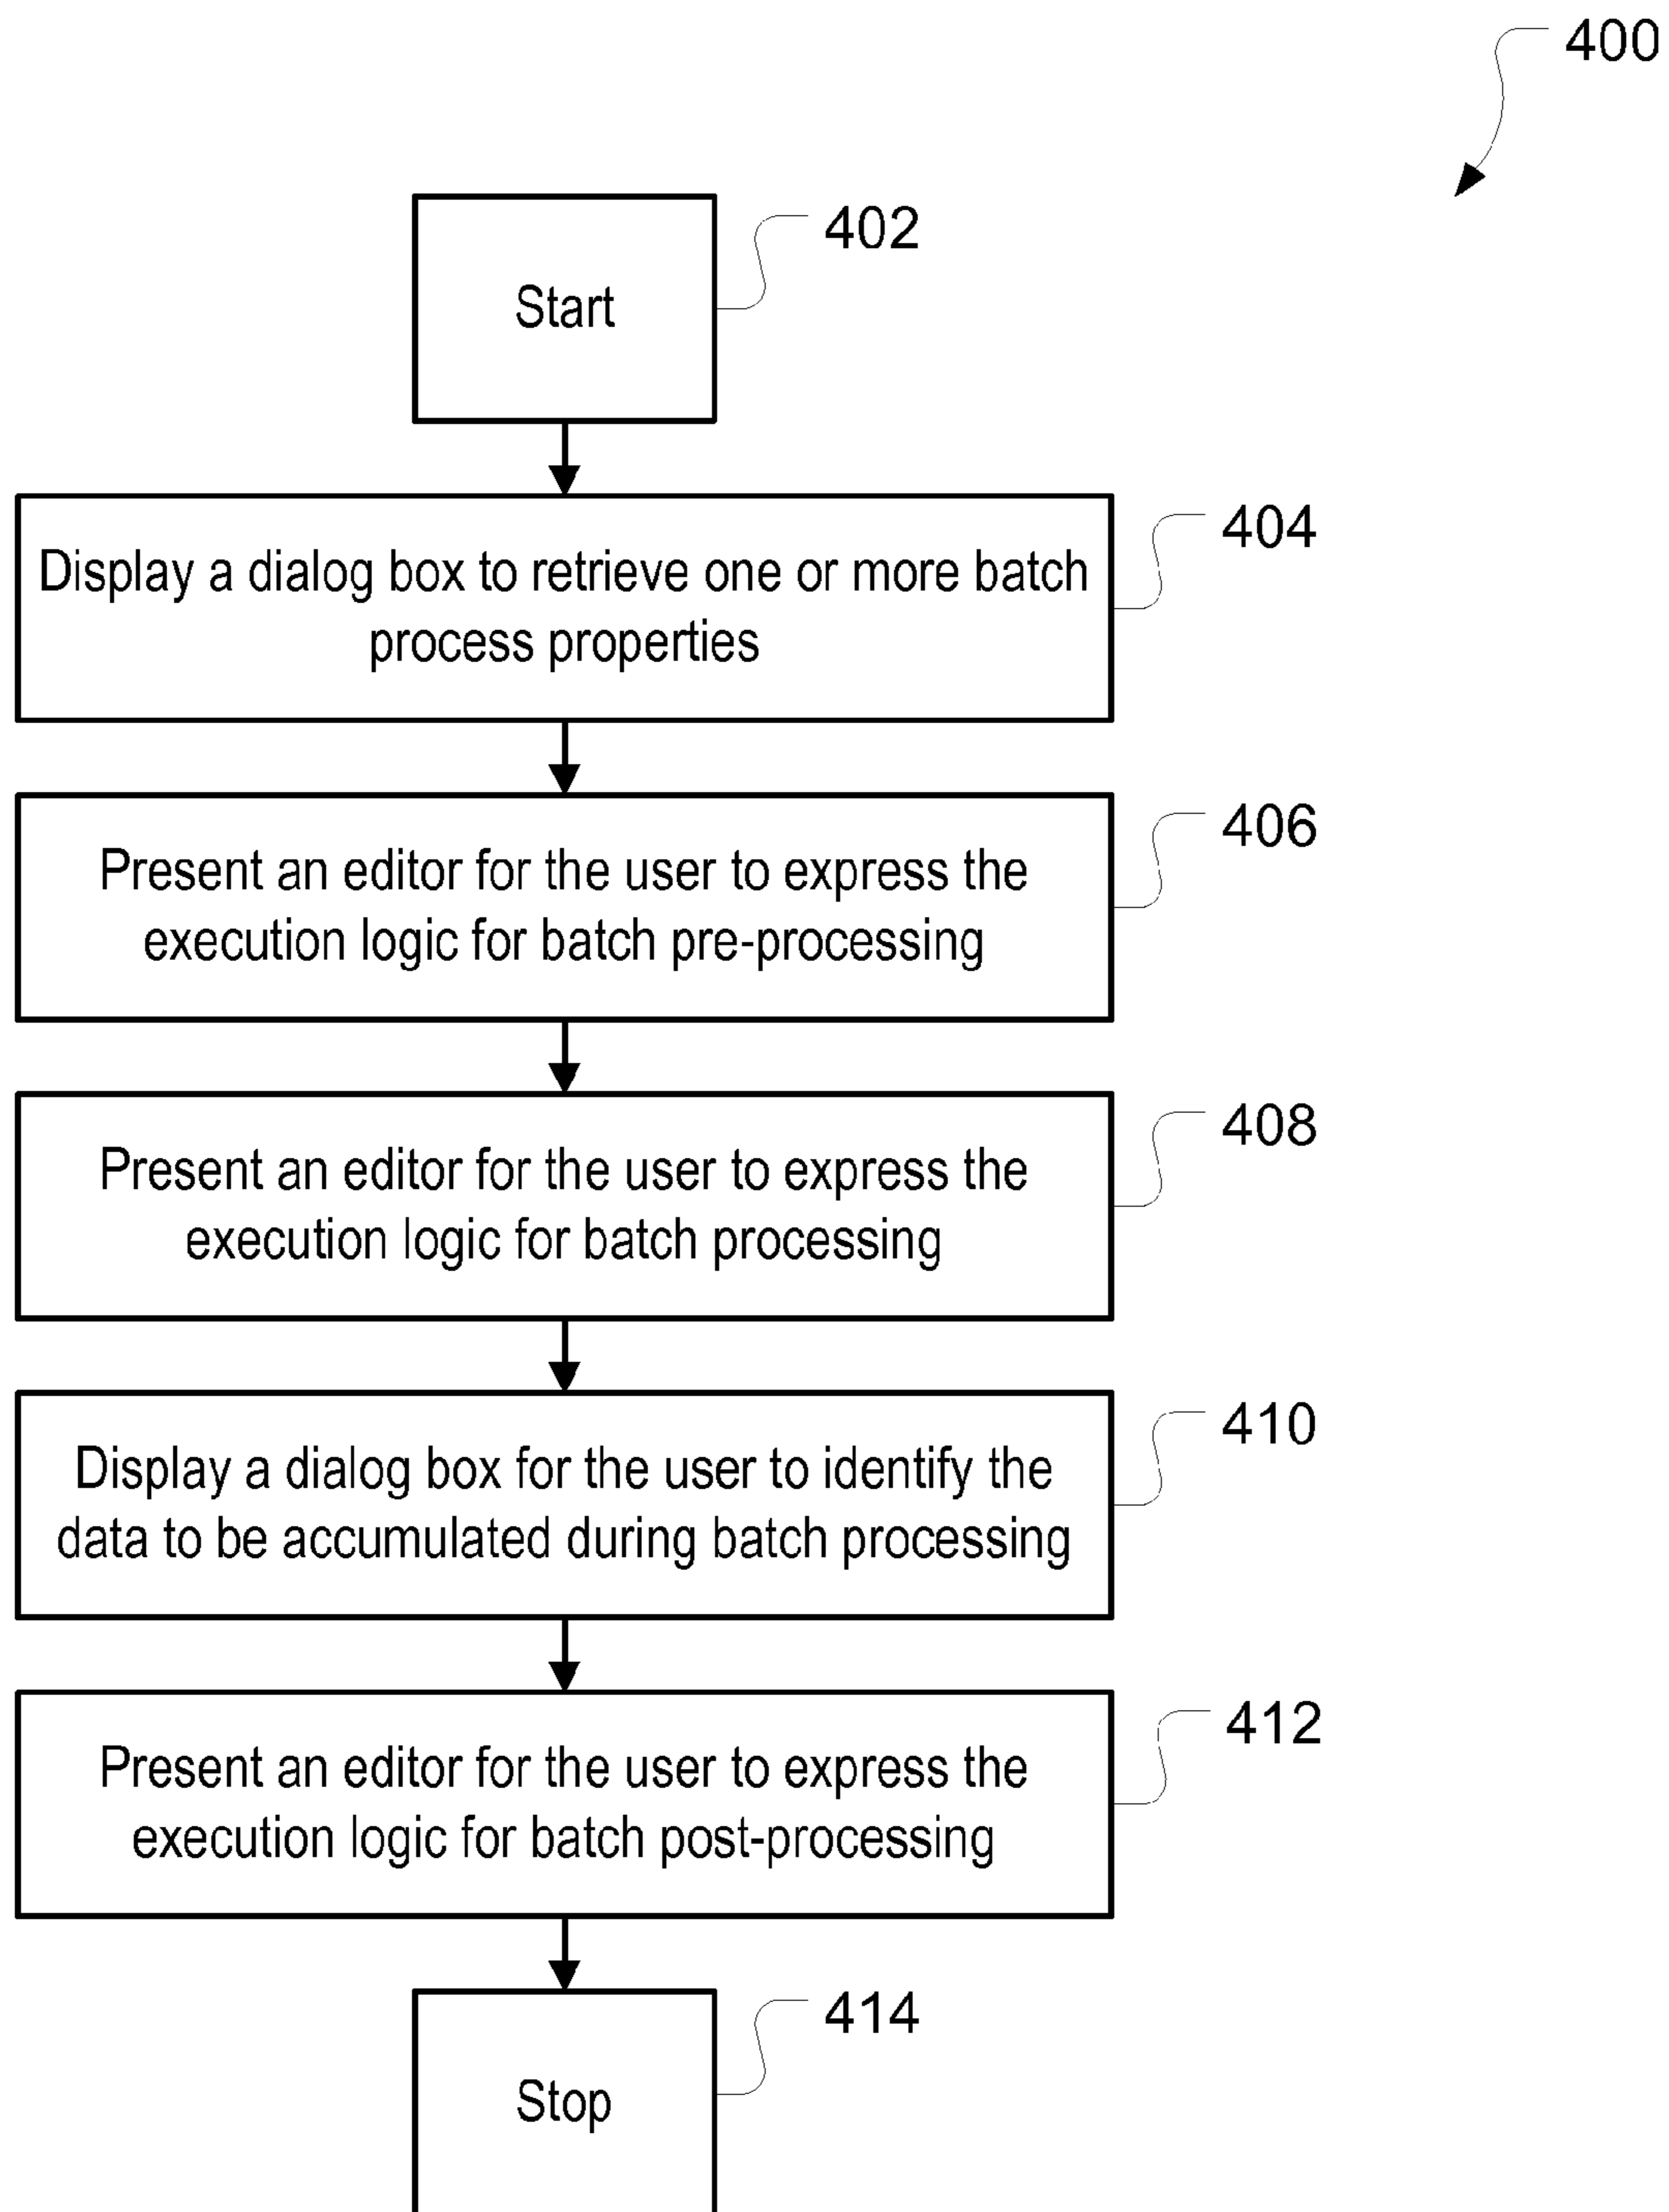 400
402
Start
404
Display a dialog box to retrieve one or more batch
process properties
406
Present an editor for the user to express the
execution logic for batch pre-processing
408
Present an editor for the user to express the
execution logic for batch processing
410
Display a dialog box for the user to identify the
data to be accumulated during batch processing
412
Present an editor for the user to express the
execution logic for batch post-processing
414
Stop